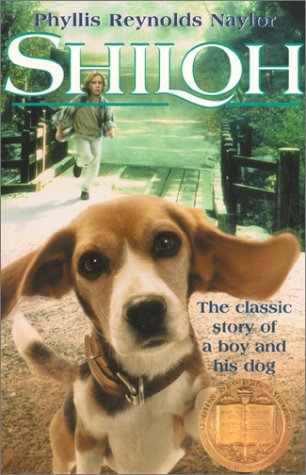 Phyllis Reynolds Naylor
SHILOH
The classic
story of
a boy and
his dog